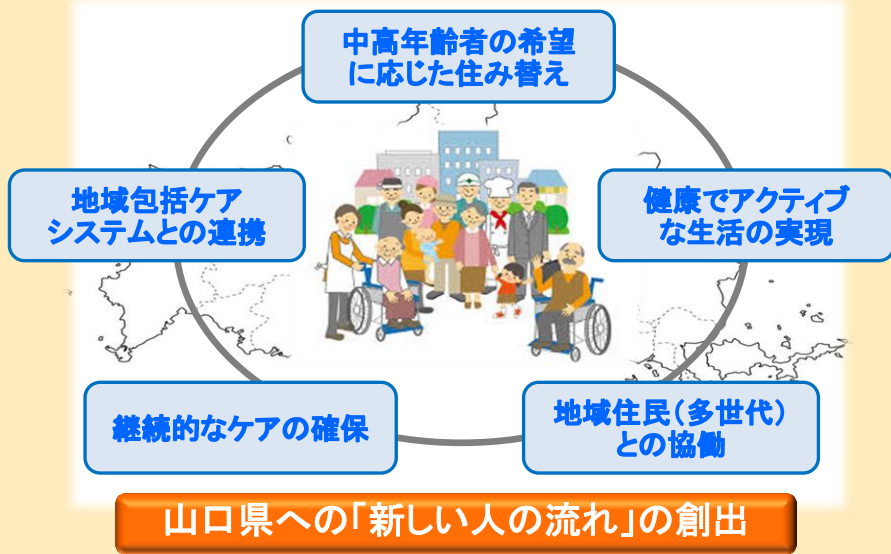 中高年齢者の希望
に応じた住み替え
地域包括ケア
システムとの連携
健康でアクティブ
な生活の実現
継続的なケアの確保
地域住民(多世代)
との協働
山口県への「新しい人の流れ」の創出